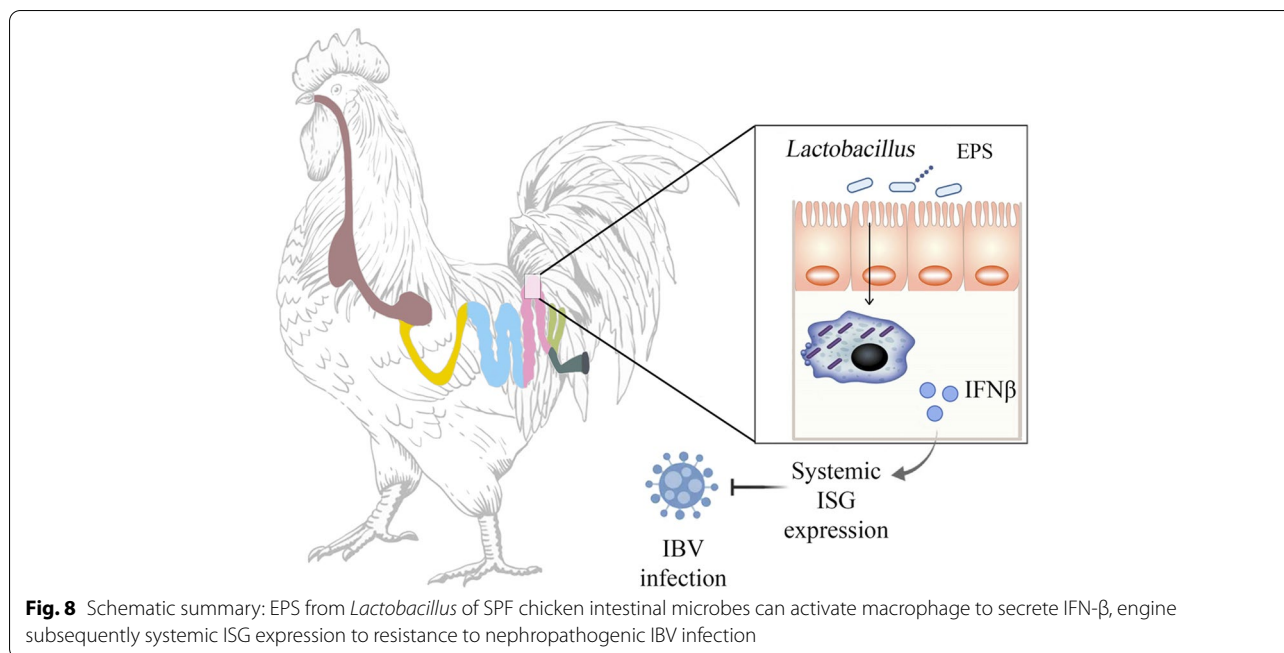 Lactobacillus
EPS
IFNβ
Systemic
ISG
expression
IBV
infection
Fig. 8 Schematic summary: EPS from Lactobacillus of SPF chicken intestinal microbes can activate macrophage to secrete IFN-β, engine
subsequently systemic ISG expression to resistance to nephropathogenic IBV infection